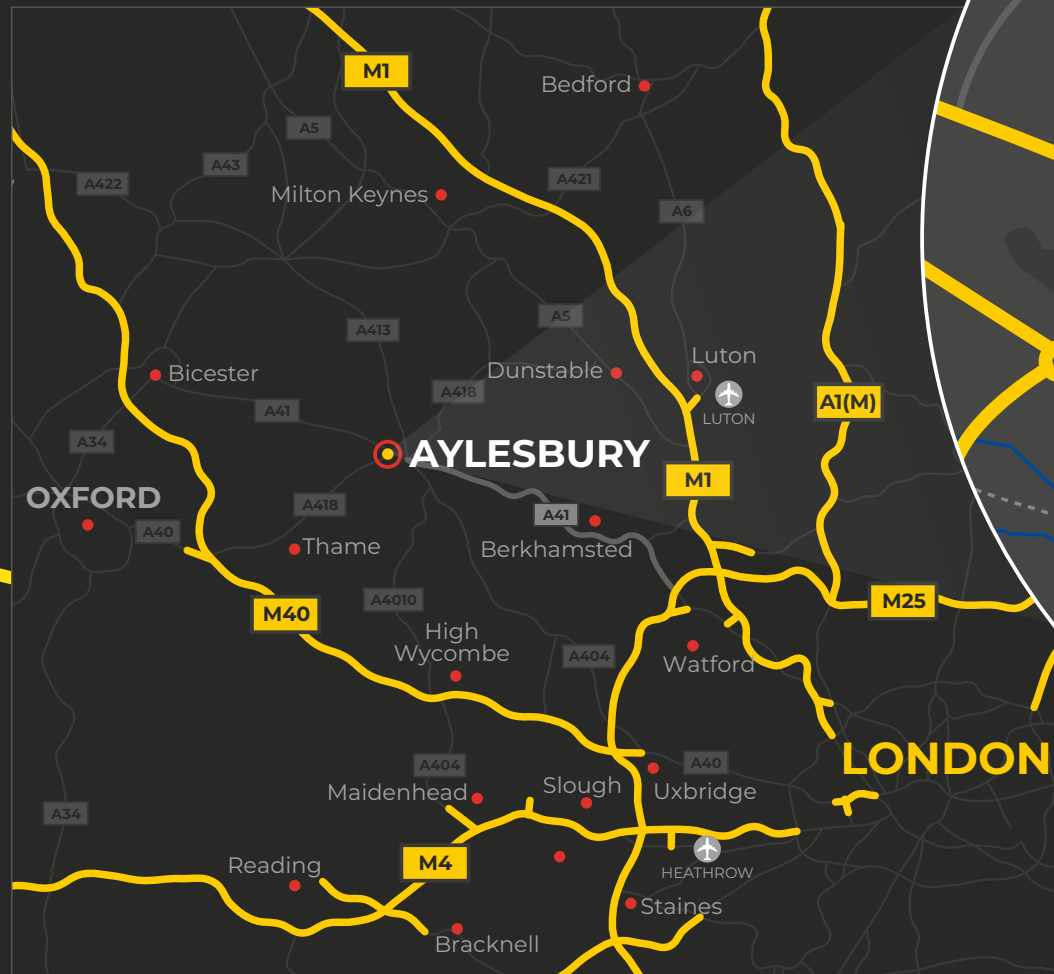 M1
Bedford
A5
A43
A422
A421
Milton Keynes
A6
A5
A413
Luton
Dunstable
Bicester
A418
LUTON
A1(M)
A41
A34
AYLESBURY
M1
OXFORD
A418
A41
A40
Thame
Berkhamsted
A4010
M25
M40
High
Wycombe
A404
Watford
LONDON
A404
A40
Maidenhead
Slough
Uxbridge
A34
M4
Reading
HEATHROW
Staines
Bracknell